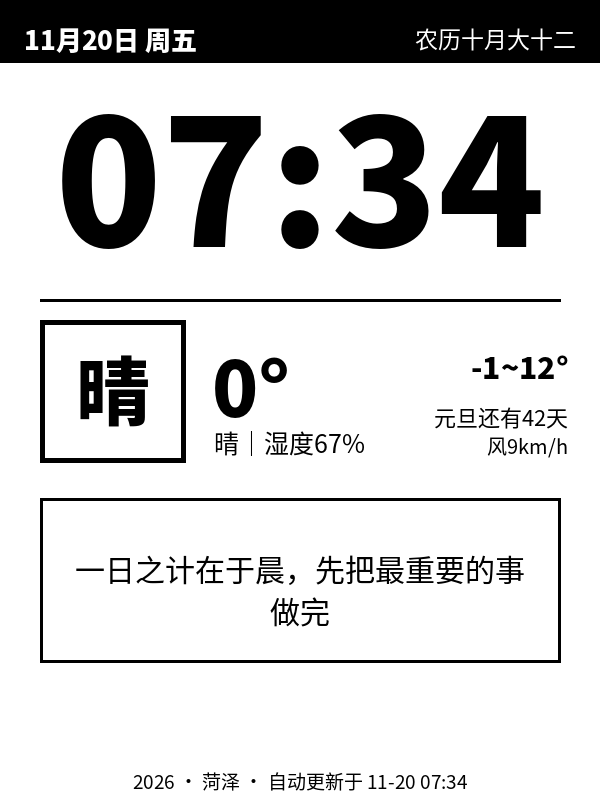 11月20日 周五
农历十月大十二
07:34
晴
0°
晴｜湿度67%
-1~12°
元旦还有42天
风9km/h
一日之计在于晨，先把最重要的事
做完
2026 · 菏泽 · 自动更新于 11-20 07:34